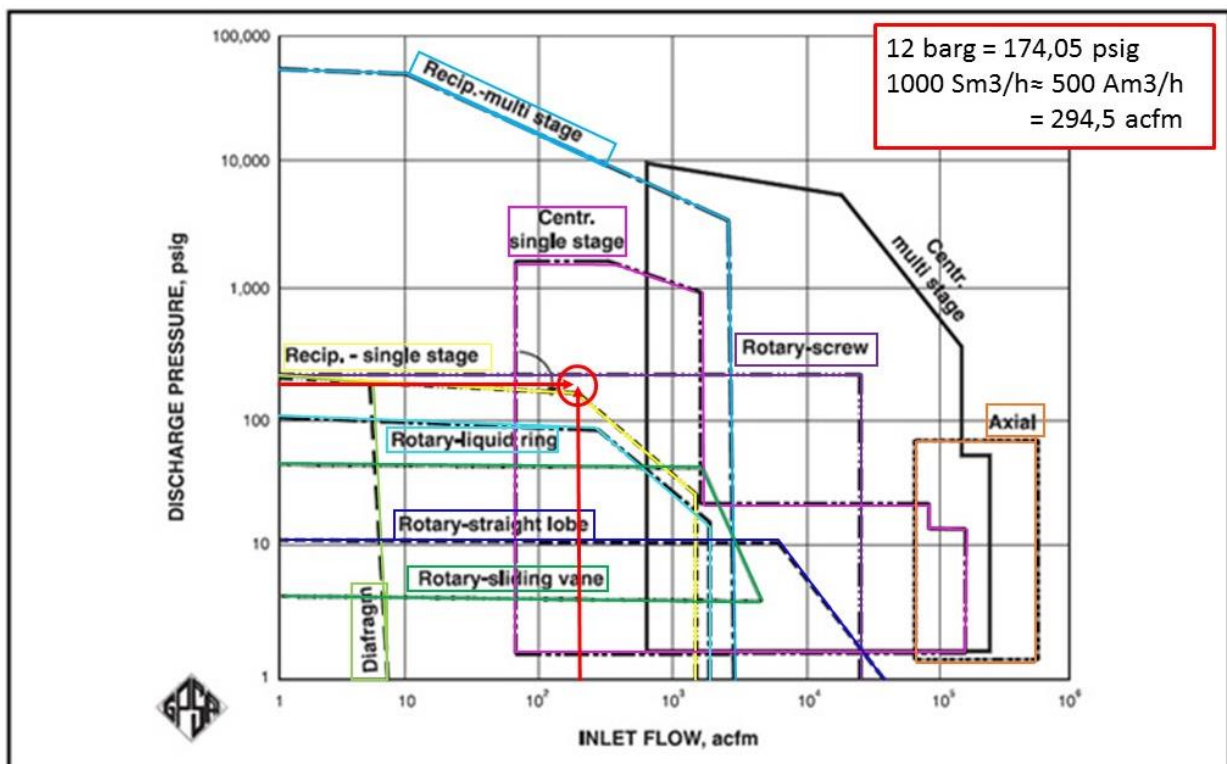 12 barg = 174,05 psig
1000 Sm3/h≈ 500 Am3/h
= 294,5 acfm
100,000
10,000
1,000
100
10
1
DISCHARGE PRESSURE, psig
Recip.-multi stage
Centr.
single stage
Centr.
multi stage
Recip. - single stage
Rotary-screw
Rotary-liquid ring
Axial
Rotary-straight lobe
Rotary-sliding vane
Diafragm
1
10
10²
10³
10⁴
10⁵
10⁶
INLET FLOW, acfm
GPSA